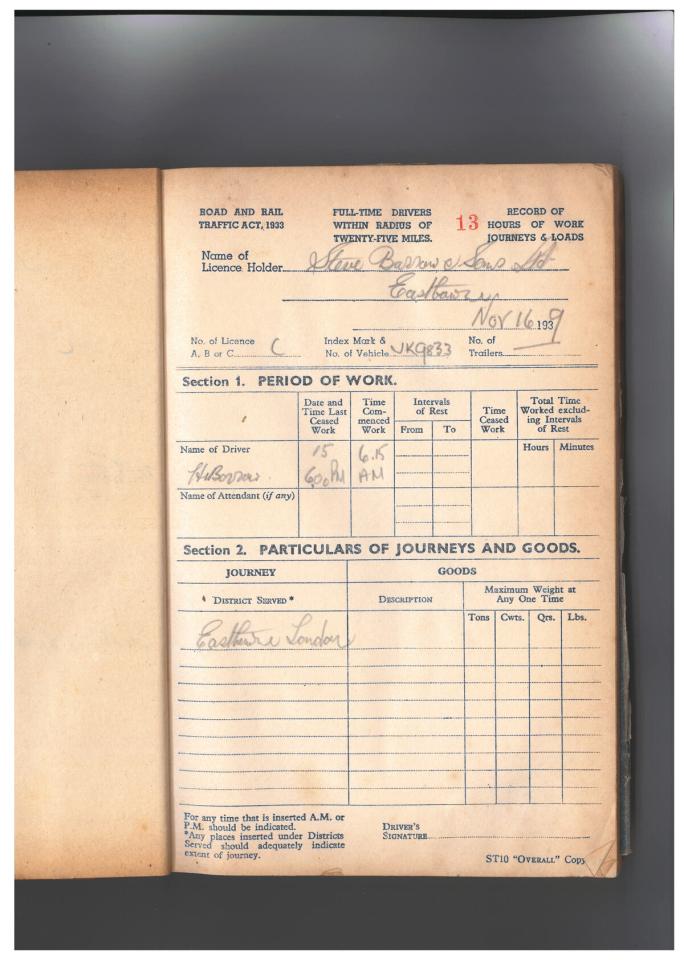 ROAD AND RAIL TRAFFIC ACT, 1933
FULL-TIME DRIVERS WITHIN RADIUS OF TWENTY-FIVE MILES.
13
RECORD OF HOURS OF WORK JOURNEYS & LOADS
Name of
Licence Holder Steve Barrow & Sons Ltd
Nov 16 1939
No. of Licence A, B or C C
Index Mark & No. of Vehicle JK9833
No. of Trailers
Section 1. PERIOD OF WORK.
Date and Time Last Ceased Work
Time Commenced Work
Intervals of Rest
From To
Time Ceased Work
Total Time Worked excluding Intervals of Rest
Hours Minutes
Name of Driver 15 6.15
H. Barrow 6.00 PM AM
Name of Attendant (if any)
Section 2. PARTICULARS OF JOURNEYS AND GOODS.
JOURNEY GOODS
DISTRICT SERVED* DESCRIPTION
Maximum Weight at Any One Time
Tons Cwts. Qrs. Lbs.
London
For any time that is inserted A.M. or
P.M. should be indicated.
*Any places inserted under Districts
Served should adequately indicate
extent of journey.
DRIVER'S SIGNATURE
ST10 "OVERALL" Copy